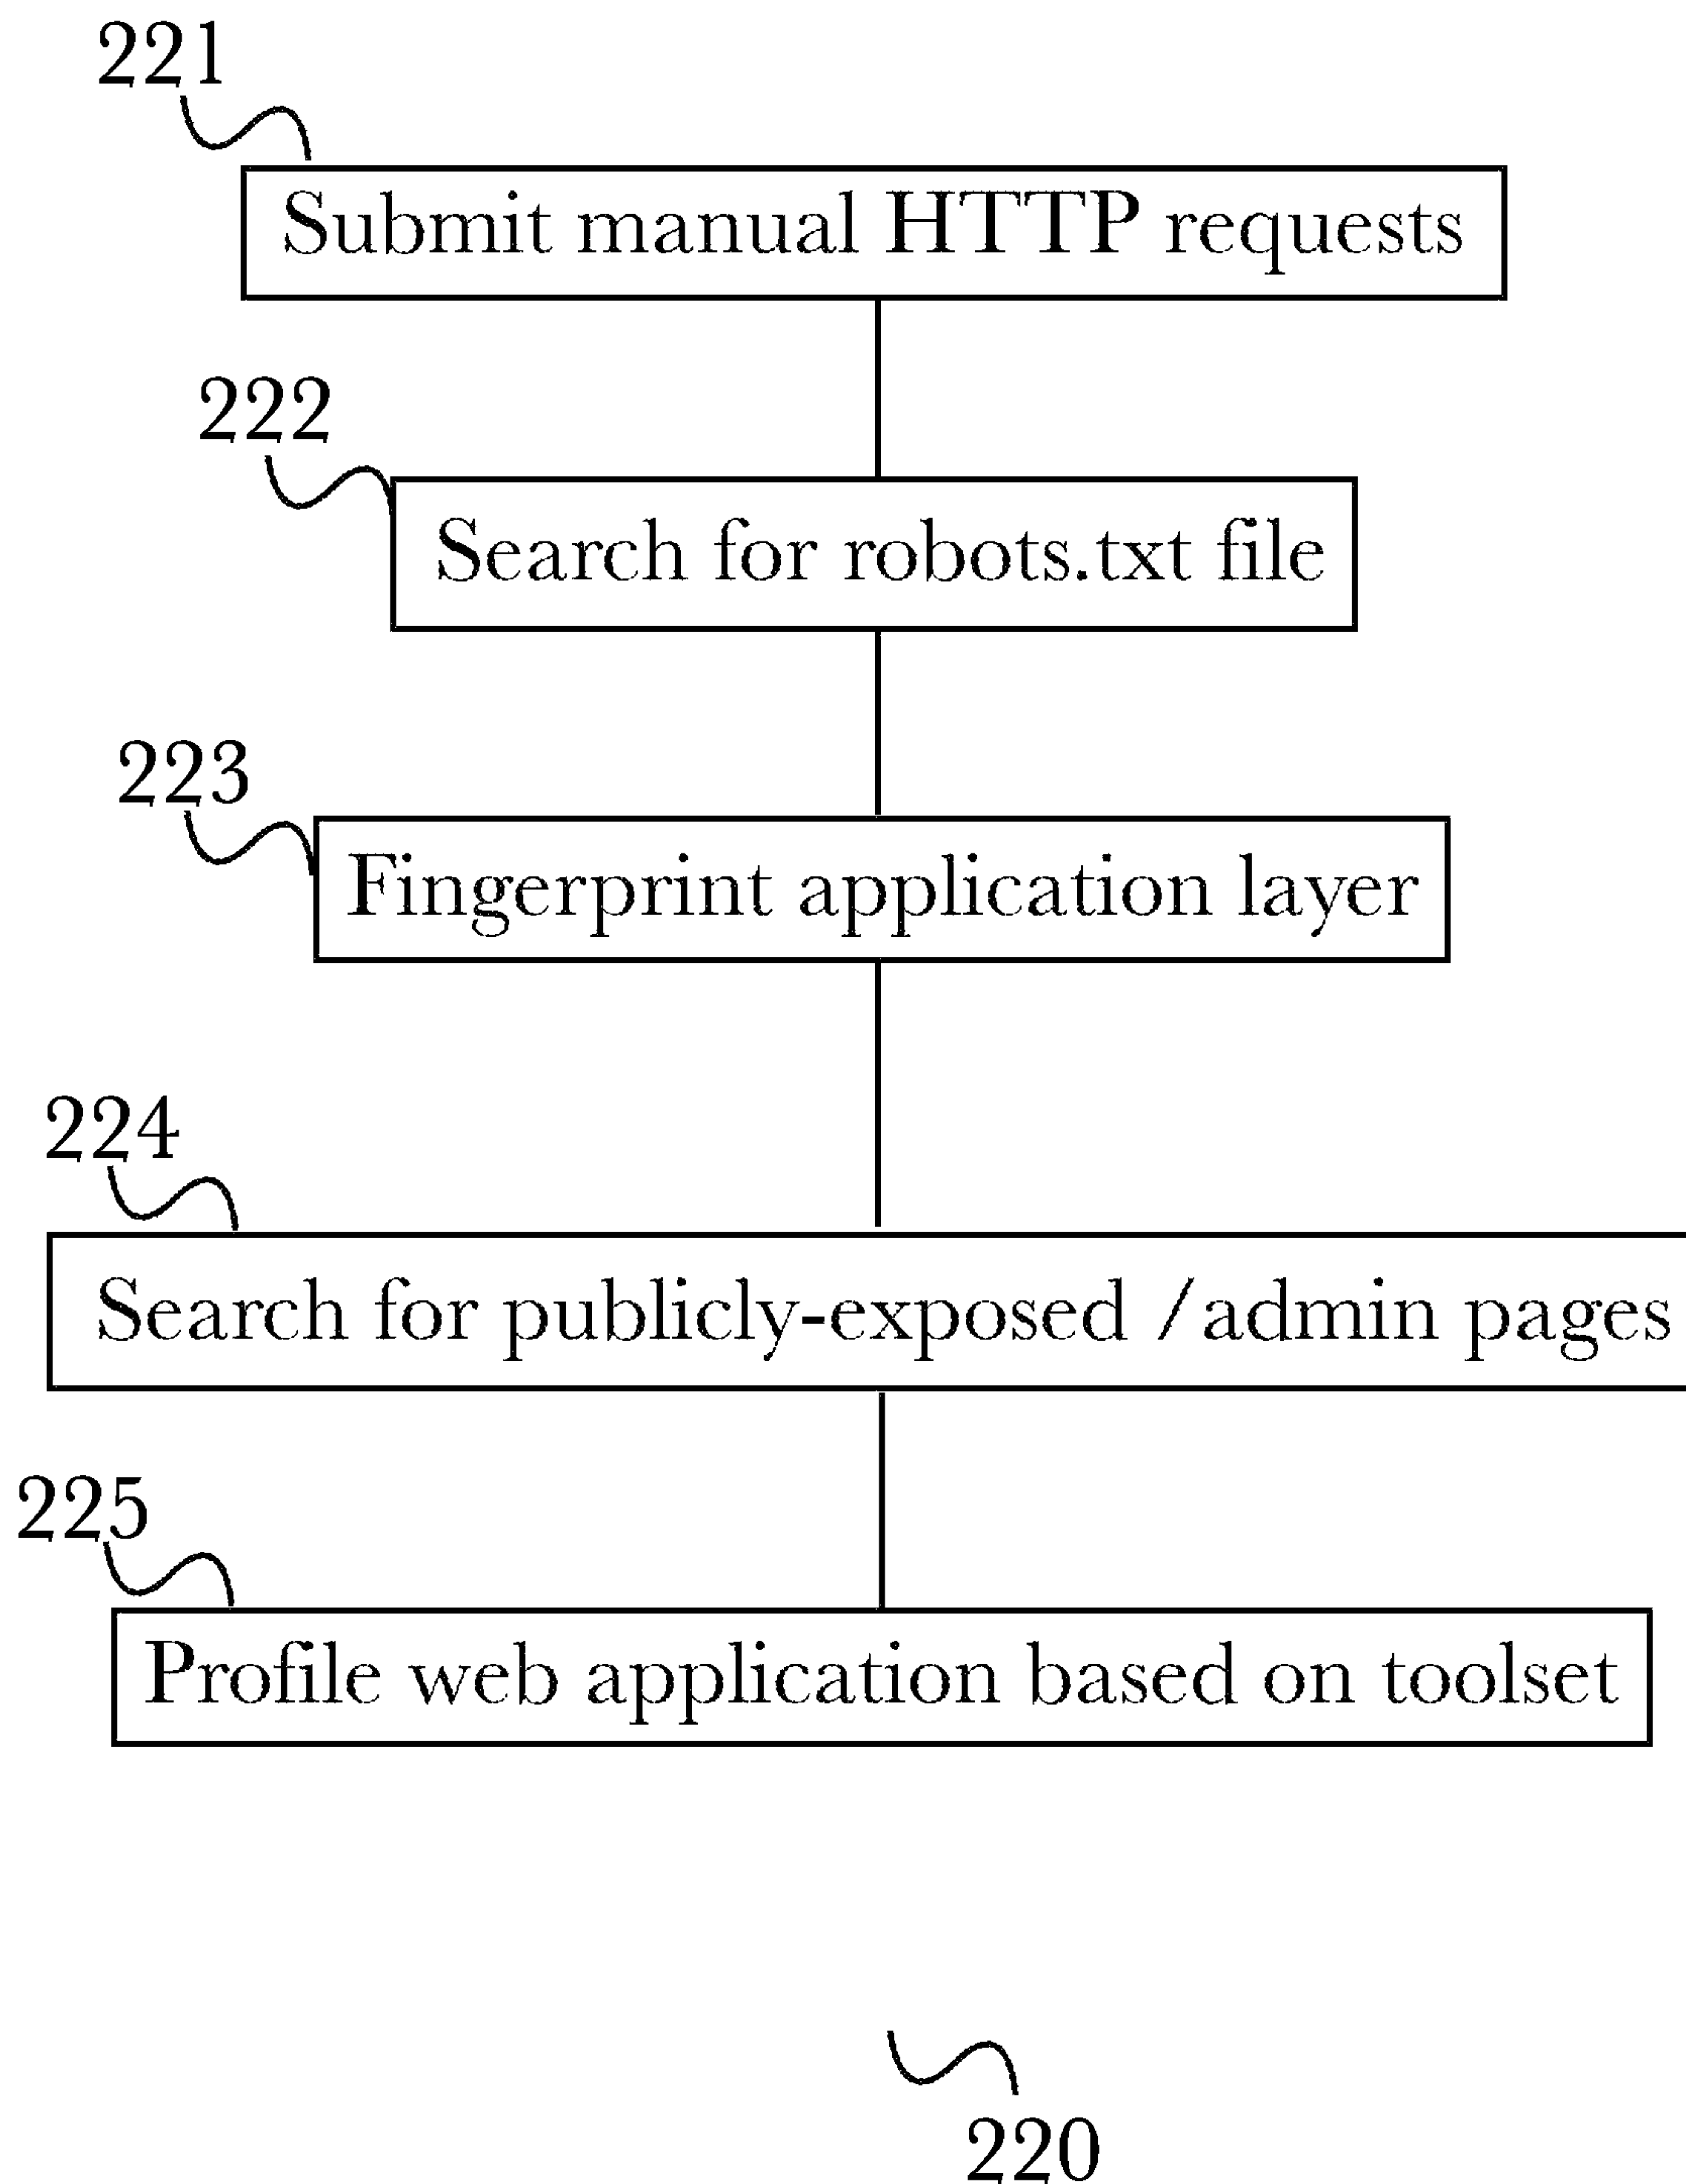 221
Submit manual HTTP requests
222
Search for robots.txt file
223
Fingerprint application layer
224
Search for publicly-exposed /admin pages
225
Profile web application based on toolset
220